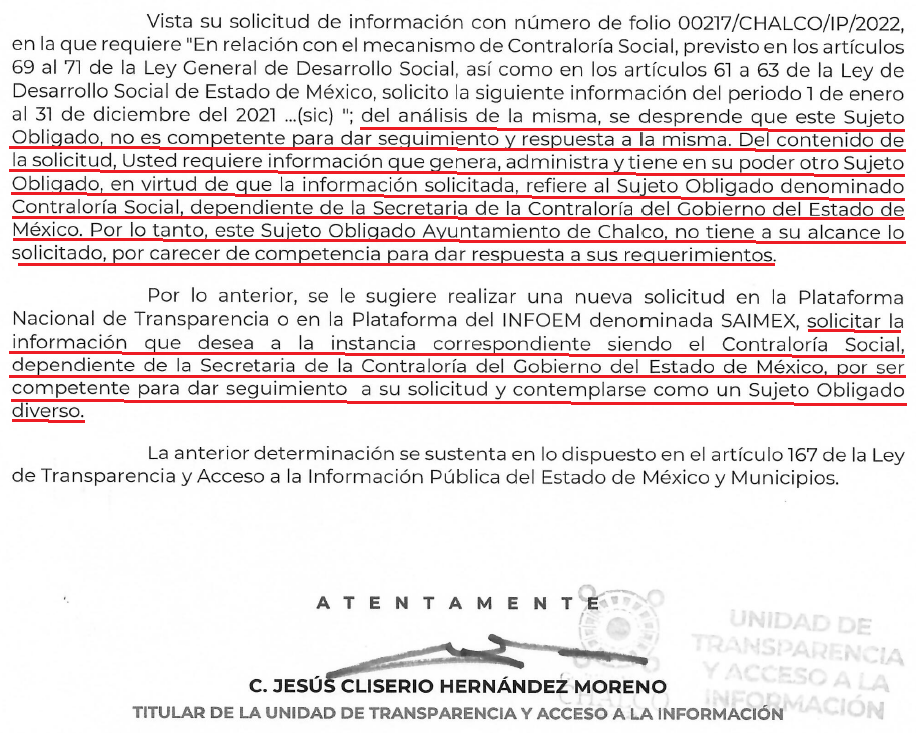 Vista su solicitud de información con número de folio 00217/CHALCO/IP/2022,
en la que requiere "En relación con el mecanismo de Contraloría Social, previsto en los artículos
69 al 71 de la Ley General de Desarrollo Social, así como en los artículos 61 a 63 de la Ley de
Desarrollo Social de Estado de México, solicito la siguiente información del periodo 1 de enero
al 31 de diciembre del 2021 ...(sic) "; del análisis de la misma, se desprende que este Sujeto
Obligado, no es competente para dar seguimiento y respuesta a la misma. Del contenido de
la solicitud, Usted requiere información que genera, administra y tiene en su poder otro Sujeto
Obligado, en virtud de que la información solicitada, refiere al Sujeto Obligado denominado
Contraloría Social, dependiente de la Secretaria de la Contraloría del Gobierno del Estado de
México. Por lo tanto, este Sujeto Obligado Ayuntamiento de Chalco, no tiene a su alcance lo
solicitado, por carecer de competencia para dar respuesta a sus requerimientos.
Por lo anterior, se le sugiere realizar una nueva solicitud en la Plataforma
Nacional de Transparencia o en la Plataforma del INFOEM denominada SAIMEX, solicitar la
información que desea a la instancia correspondiente siendo el Contraloría Social,
dependiente de la Secretaria de la Contraloría del Gobierno del Estado de México, por ser
competente para dar seguimiento a su solicitud y contemplarse como un Sujeto Obligado
diverso.
La anterior determinación se sustenta en lo dispuesto en el artículo 167 de la Ley
de Transparencia y Acceso a la Información Pública del Estado de México y Municipios.
A T E N T A M E N T E
UNIDAD DE
TRANSPARENCIA
Y ACCESO A LA
INFORMACIÓN
CHALCO
C. JESÚS CLISERIO HERNÁNDEZ MORENO
TITULAR DE LA UNIDAD DE TRANSPARENCIA Y ACCESO A LA INFORMACIÓN